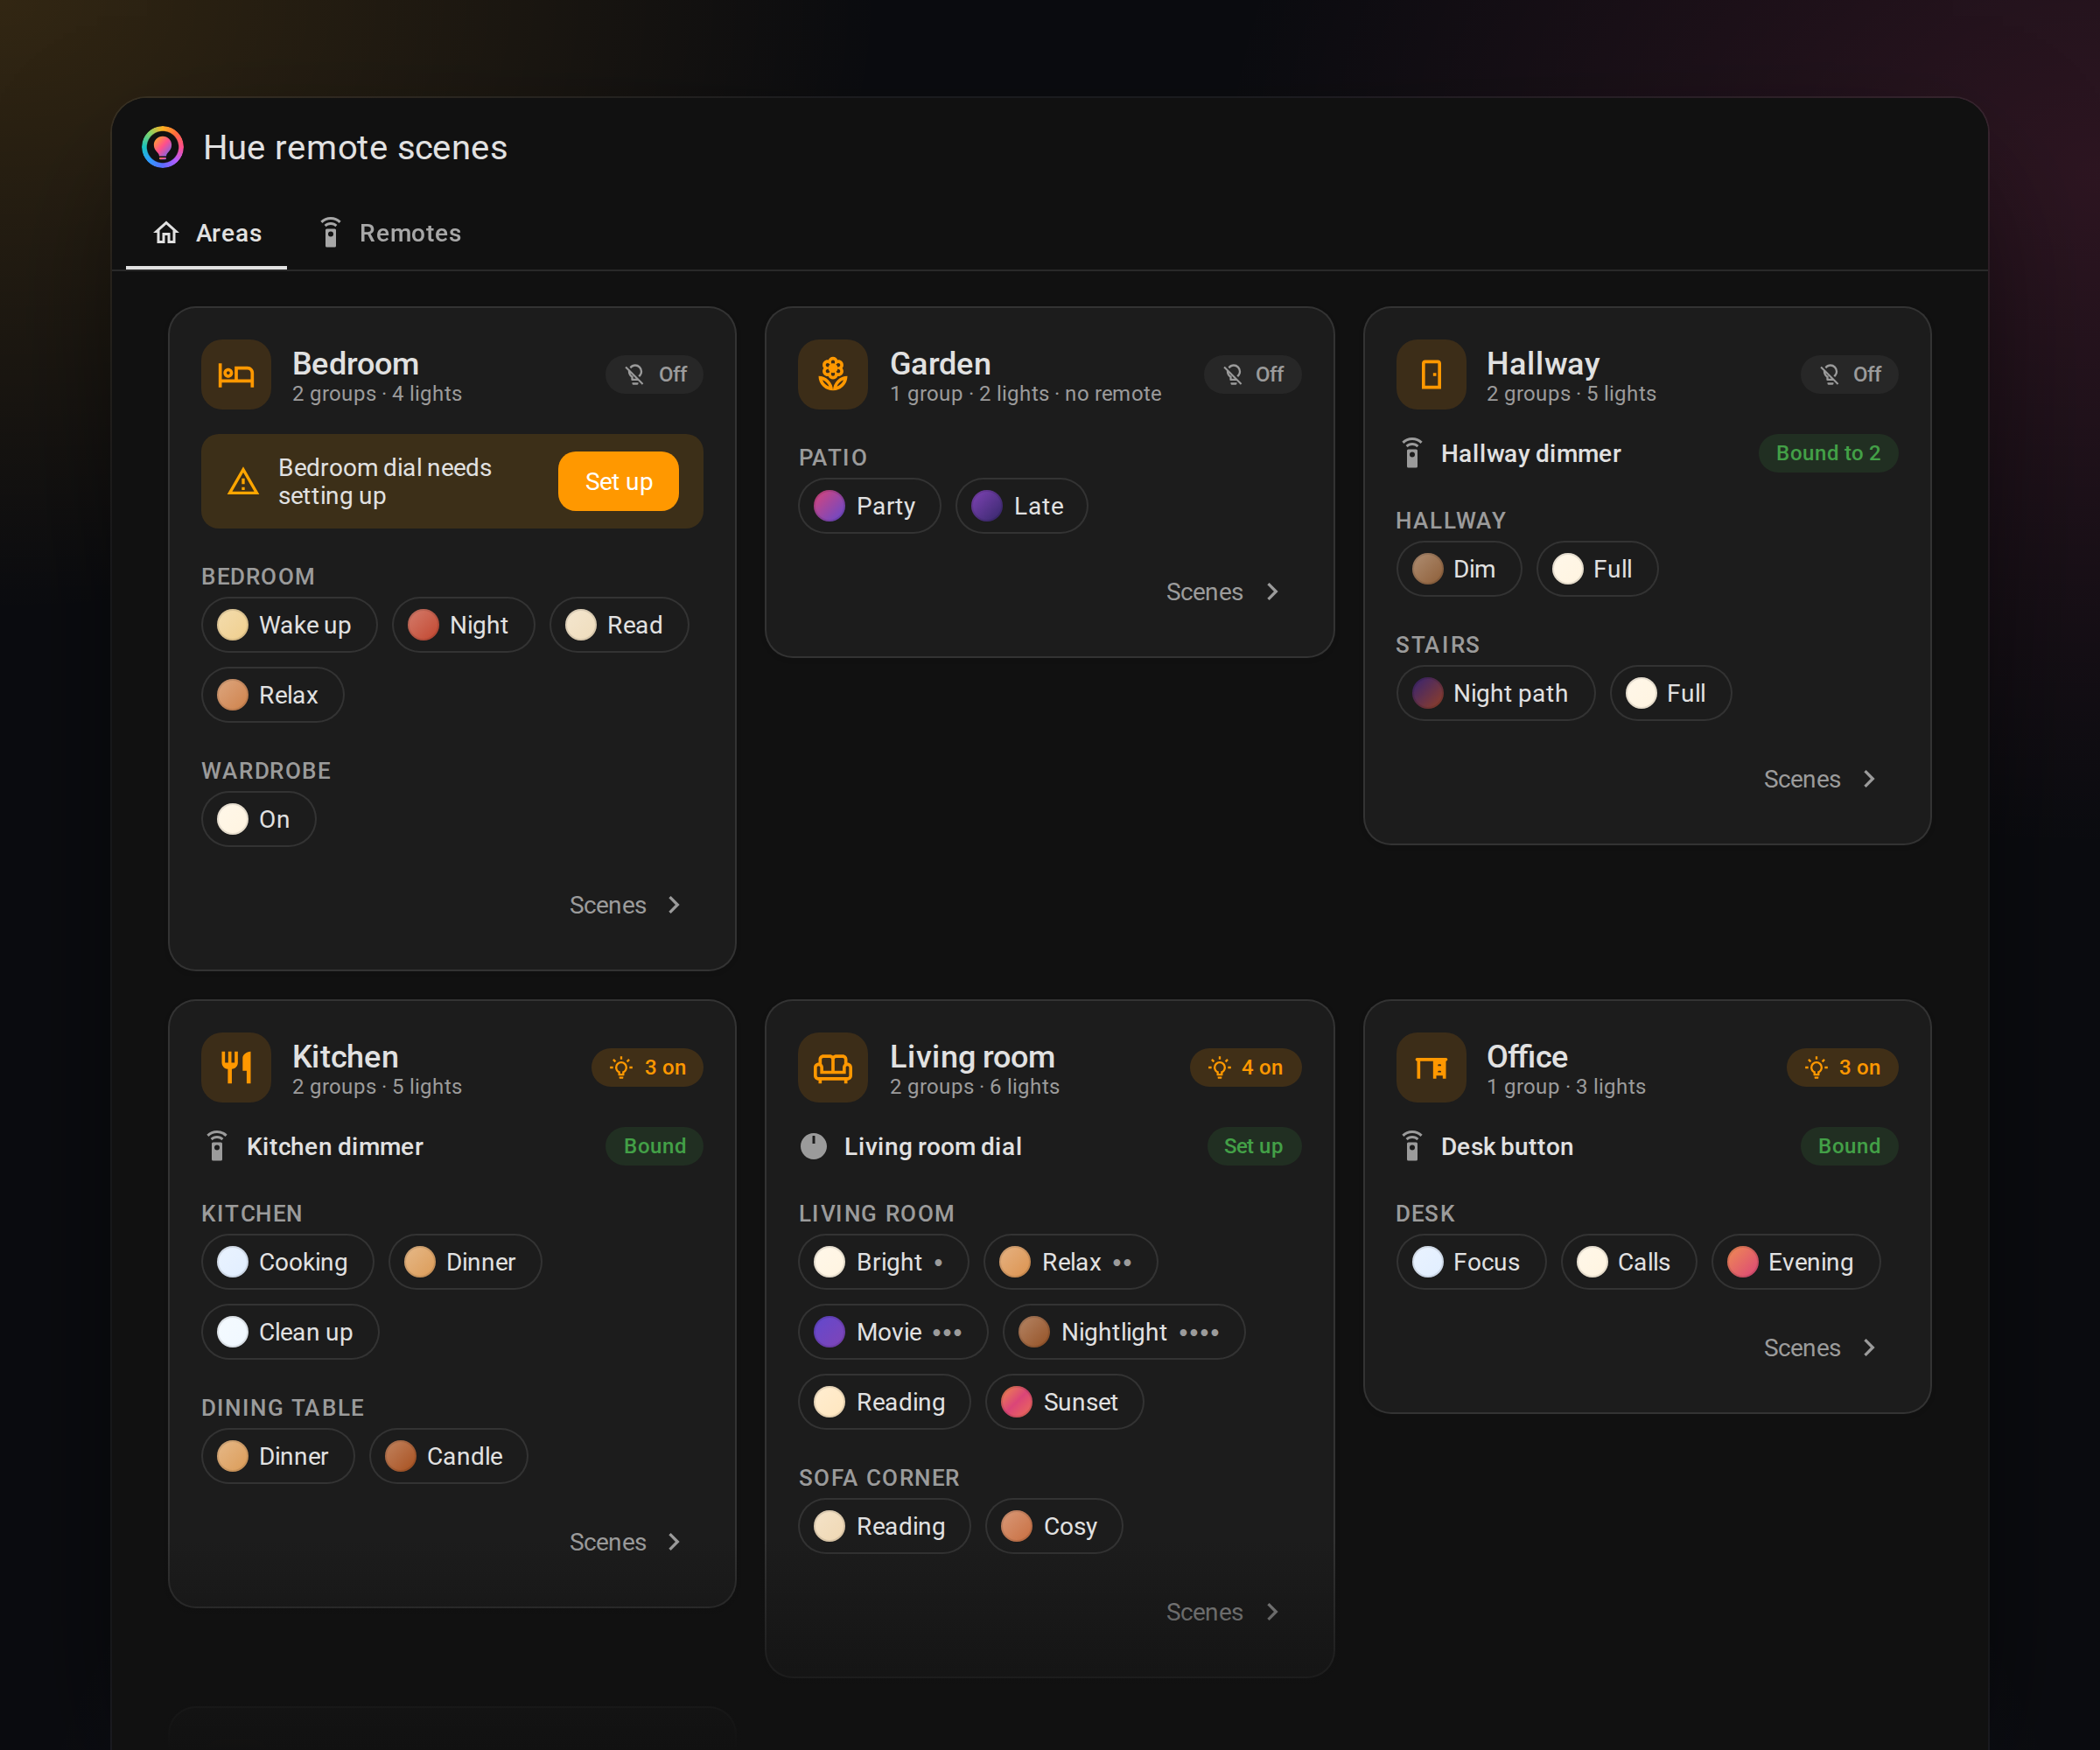 Hue remote scenes
Areas
Remotes
Bedroom
2 groups · 4 lights
Off
Bedroom dial needs
setting up
Set up
BEDROOM
Wake up
Night
Read
Relax
WARDROBE
On
Scenes
Garden
1 group · 2 lights · no remote
Off
PATIO
Party
Late
Scenes
Hallway
2 groups · 5 lights
Off
Hallway dimmer
Bound to 2
HALLWAY
Dim
Full
STAIRS
Night path
Full
Scenes
Kitchen
2 groups · 5 lights
3 on
Kitchen dimmer
Bound
KITCHEN
Cooking
Dinner
Clean up
DINING TABLE
Dinner
Candle
Scenes
Living room
2 groups · 6 lights
4 on
Living room dial
Set up
LIVING ROOM
Bright •
Relax ••
Movie •••
Nightlight ••••
Reading
Sunset
SOFA CORNER
Reading
Cosy
Scenes
Office
1 group · 3 lights
3 on
Desk button
Bound
DESK
Focus
Calls
Evening
Scenes